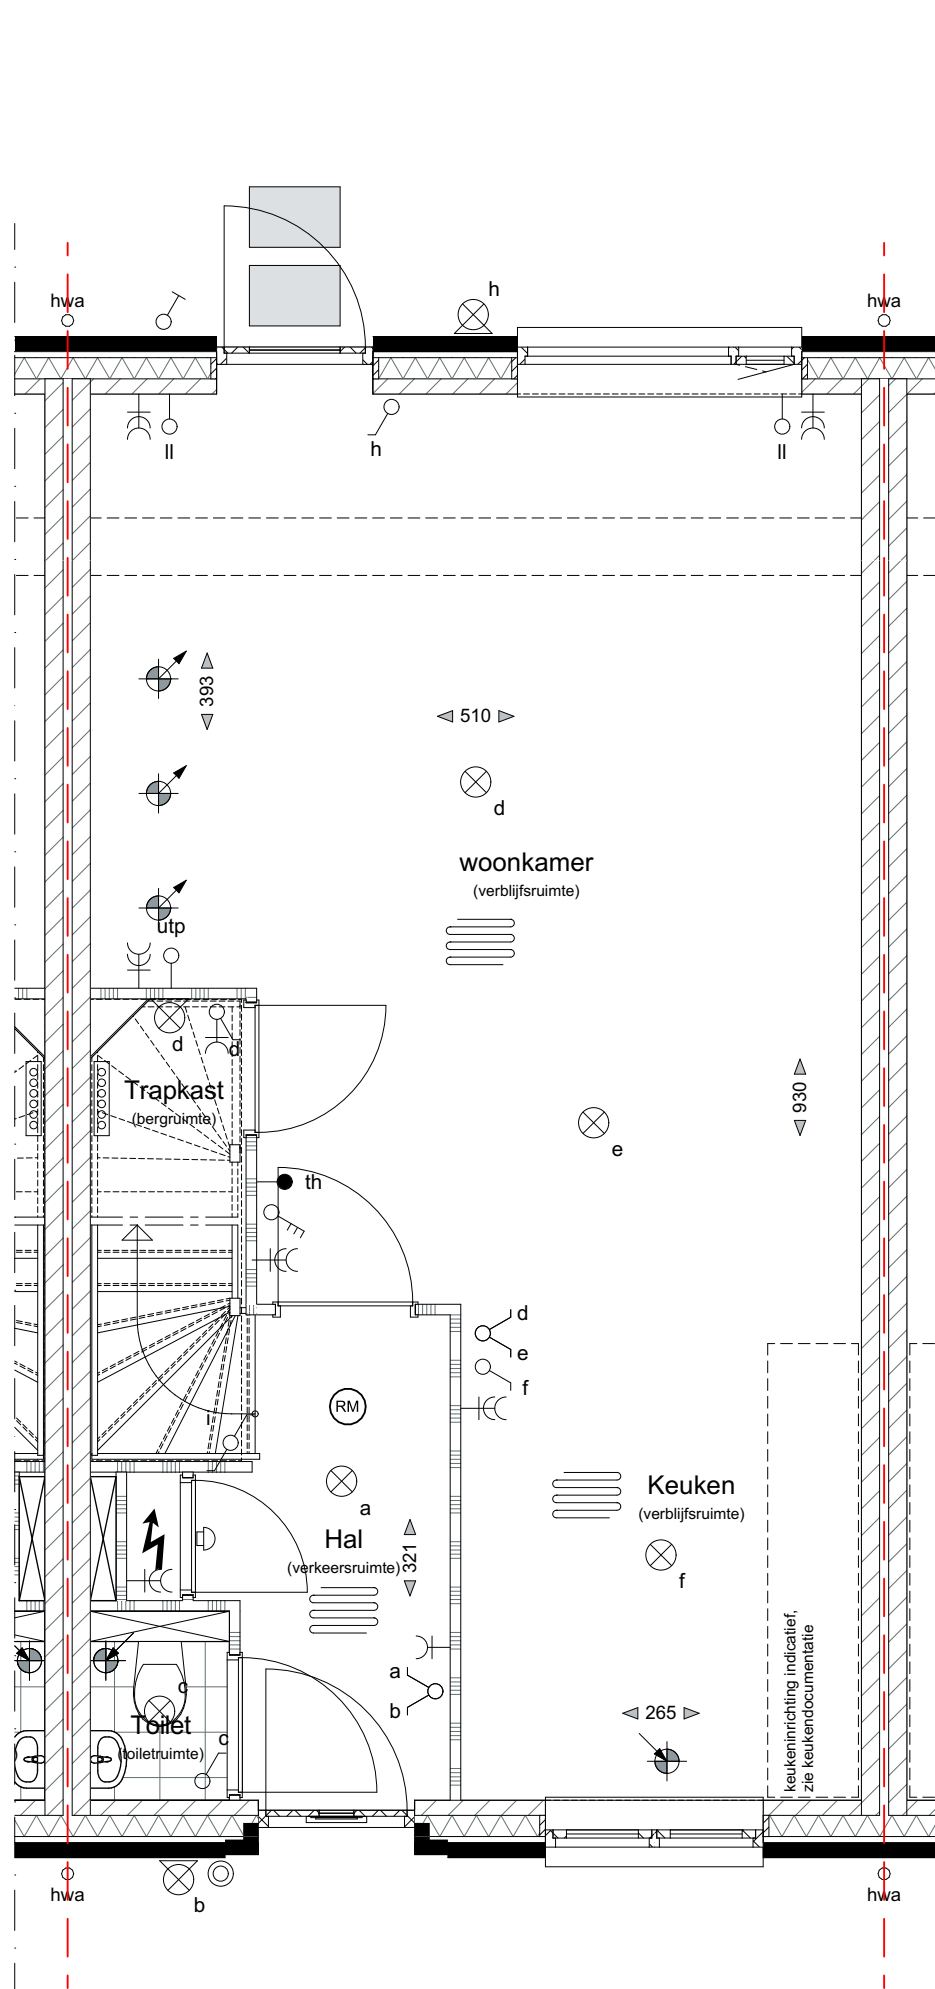 h
hwa
hwa
ll
h
ll
393
510
d
woonkamer
(verblijfsruimte)
utp
d
d
Trapkast
(bergruimte)
930
e
th
d
e
f
i
RM
a
Keuken
(verblijfsruimte)
Hal
(verkeersruimte)
321
f
keukeninrichting indicatief,
zie keukendocumentatie
a
b
c
265
Toilet
(toiletruimte)
c
hwa
b
hwa